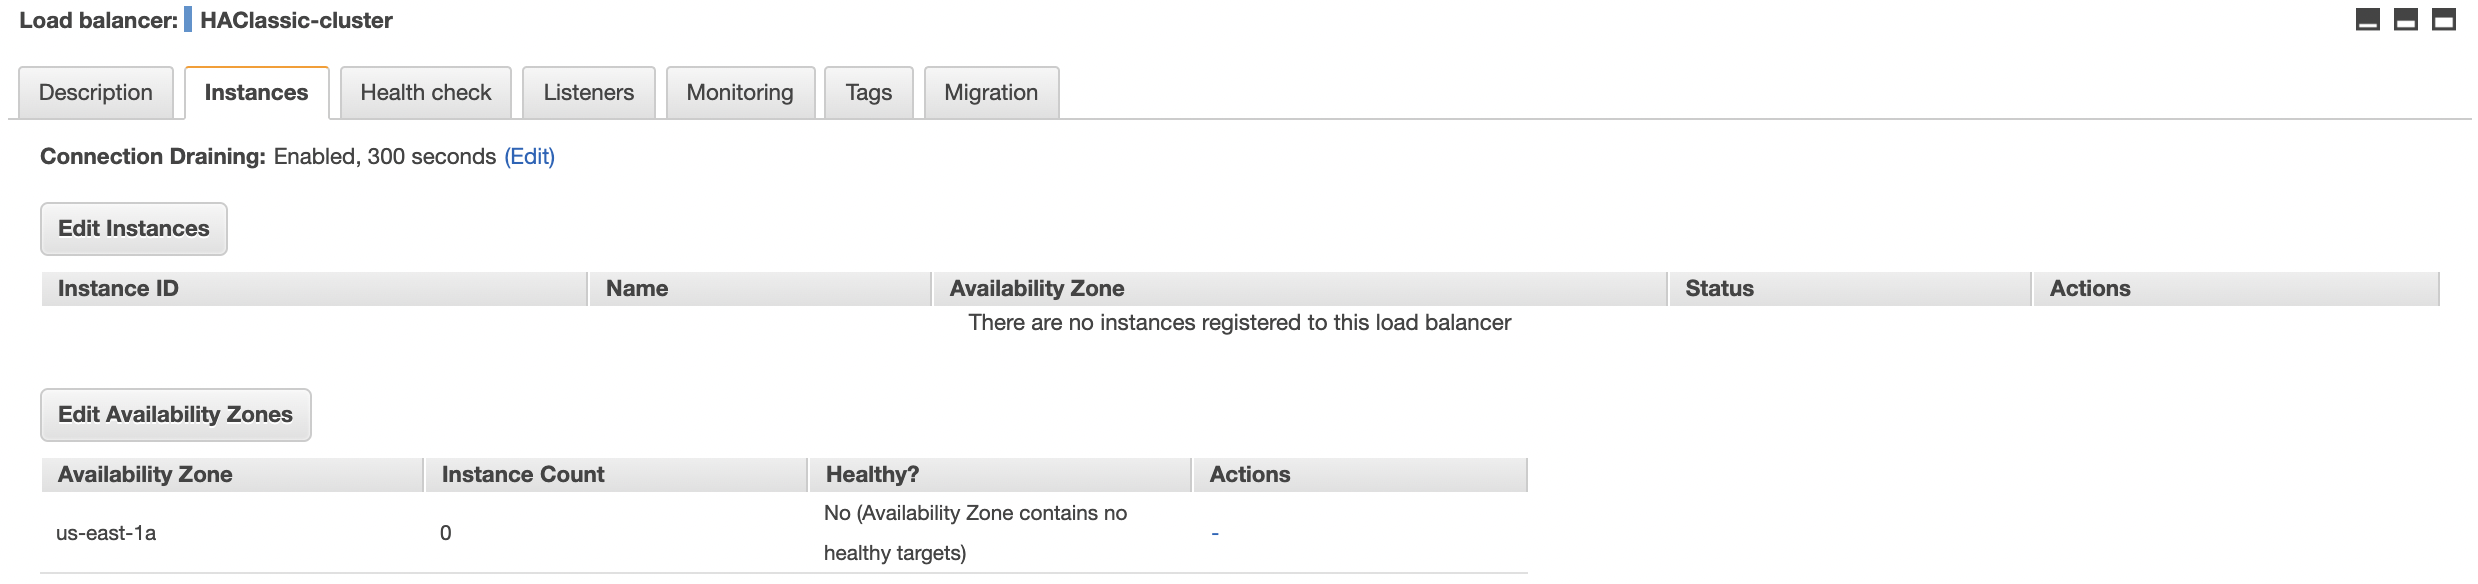 Load balancer: HAClassic-cluster
Description Instances Health check Listeners Monitoring Tags Migration
Connection Draining: Enabled, 300 seconds (Edit)
Edit Instances
Instance ID Name Availability Zone Status Actions
There are no instances registered to this load balancer
Edit Availability Zones
Availability Zone Instance Count Healthy? Actions
us-east-1a 0 No (Availability Zone contains no
healthy targets) -